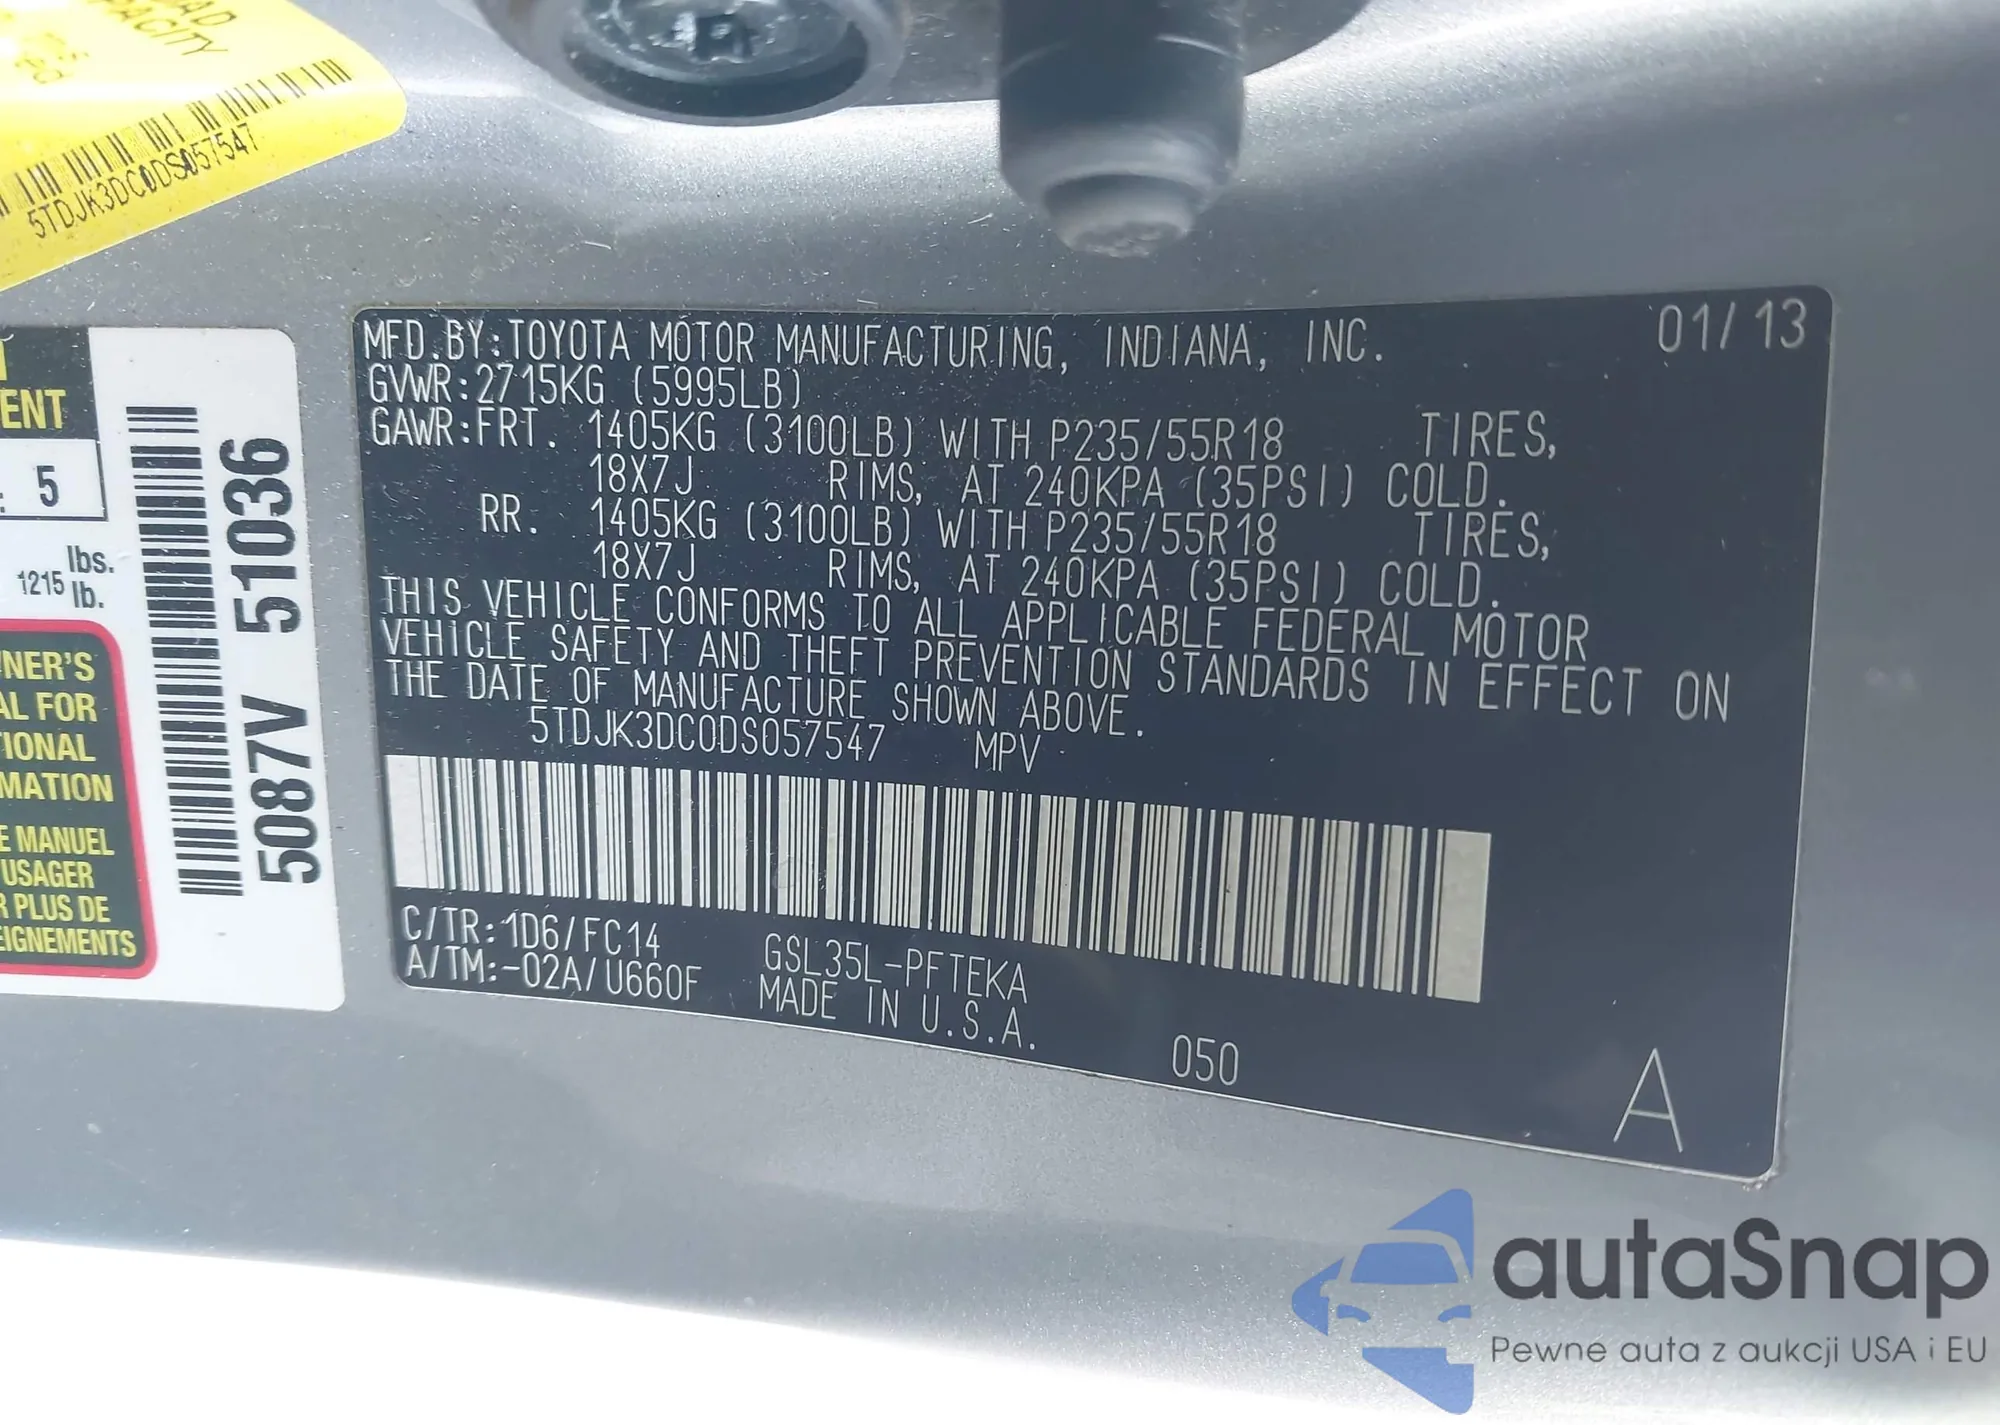 AD
PACITY
5TDJK3DC0DS057547
ENT
: 5
lbs.
1215 lb.
NER'S
AL FOR
TIONAL
MATION
E MANUEL
USAGER
R PLUS DE
EIGNEMENTS
5087V 51036
MFD.BY:TOYOTA MOTOR MANUFACTURING, INDIANA, INC. 01/13
GVWR:2715KG (5995LB)
GAWR:FRT. 1405KG (3100LB) WITH P235/55R18 TIRES,
18X7J RIMS, AT 240KPA (35PSI) COLD.
RR. 1405KG (3100LB) WITH P235/55R18 TIRES,
18X7J RIMS, AT 240KPA (35PSI) COLD.
THIS VEHICLE CONFORMS TO ALL APPLICABLE FEDERAL MOTOR
VEHICLE SAFETY AND THEFT PREVENTION STANDARDS IN EFFECT ON
THE DATE OF MANUFACTURE SHOWN ABOVE.
5TDJK3DC0DS057547 MPV
C/TR:1D6/FC14 GSL35L-PFTEKA
A/TM:-02A/U660F MADE IN U.S.A.
050
A
autaSnap
Pewne auta z aukcji USA i EU